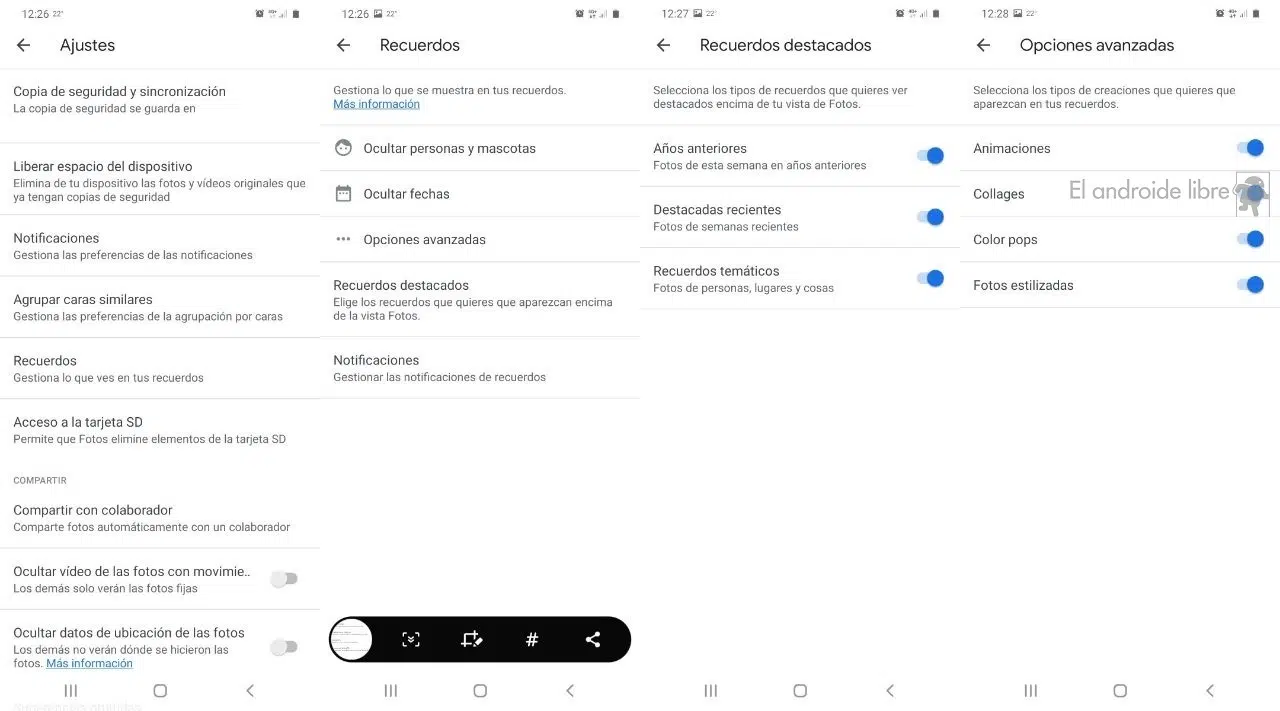 12:26 22°
Ajustes
Copia de seguridad y sincronización
La copia de seguridad se guarda en
Liberar espacio del dispositivo
Elimina de tu dispositivo las fotos y vídeos originales que
ya tengan copias de seguridad
Notificaciones
Gestiona las preferencias de las notificaciones
Agrupar caras similares
Gestiona las preferencias de la agrupación por caras
Recuerdos
Gestiona lo que ves en tus recuerdos
Acceso a la tarjeta SD
Permite que Fotos elimine elementos de la tarjeta SD
COMPARTIR
Compartir con colaborador
Comparte fotos automáticamente con un colaborador
Ocultar vídeo de las fotos con movimie..
Los demás solo verán las fotos fijas
Ocultar datos de ubicación de las fotos
Los demás no verán dónde se hicieron las
fotos. Más información
12:26 22°
Recuerdos
Gestiona lo que se muestra en tus recuerdos.
Más información
Ocultar personas y mascotas
Ocultar fechas
Opciones avanzadas
Recuerdos destacados
Elige los recuerdos que quieres que aparezcan encima
de la vista Fotos.
Notificaciones
Gestionar las notificaciones de recuerdos
#
12:27 22°
Recuerdos destacados
Selecciona los tipos de recuerdos que quieres ver
destacados encima de tu vista de Fotos.
Años anteriores
Fotos de esta semana en años anteriores
Destacadas recientes
Fotos de semanas recientes
Recuerdos temáticos
Fotos de personas, lugares y cosas
12:28 22°
Opciones avanzadas
Selecciona los tipos de creaciones que quieres que
aparezcan en tus recuerdos.
Animaciones
Collages
El androide libre
Color pops
Fotos estilizadas